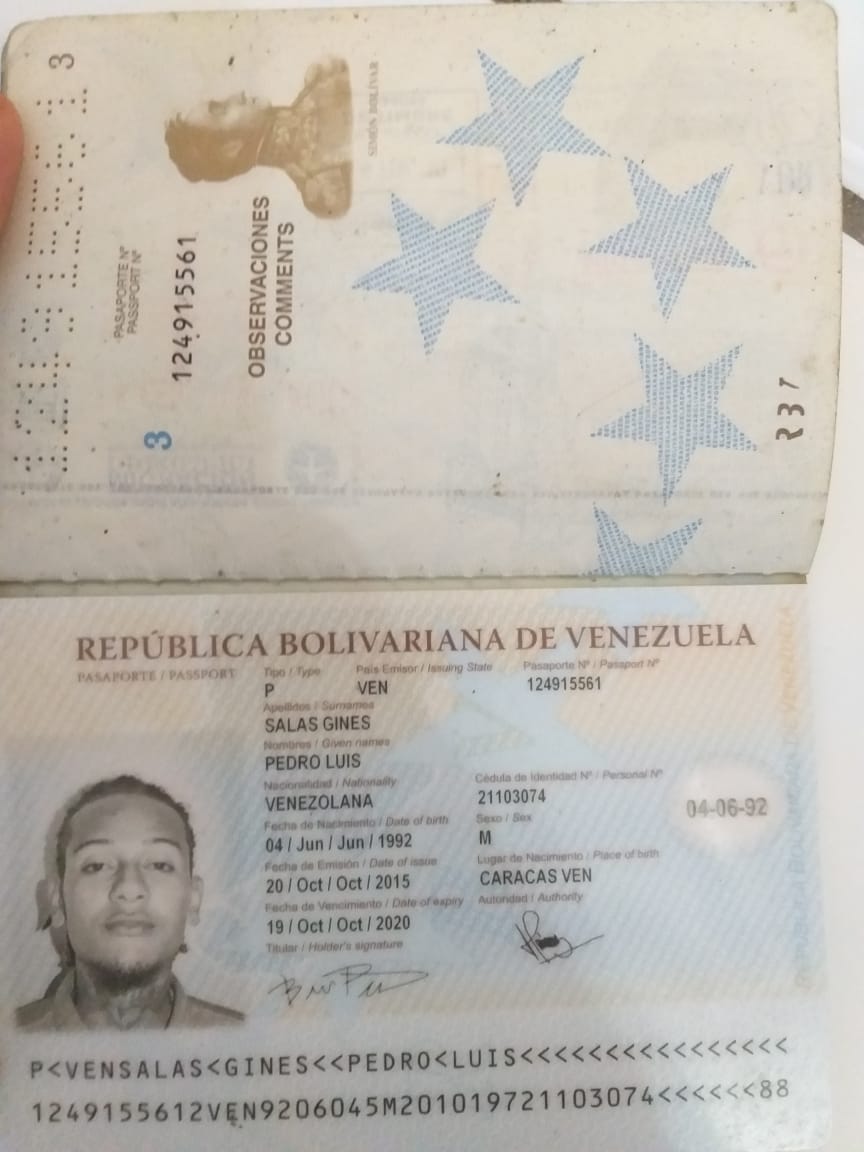 3
PASAPORTE Nº
PASSPORT Nº
124915561
3
OBSERVACIONES
COMMENTS
SIMÓN BOLÍVAR
REPÚBLICA BOLIVARIANA DE VENEZUELA
PASAPORTE / PASSPORT
Tipo / Type País Emisor / Issuing State Pasaporte Nº / Passport Nº
P VEN 124915561
Apellidos / Surnames
SALAS GINES
Nombres / Given names
PEDRO LUIS
Nacionalidad / Nationality Cédula de Identidad Nº / Personal Nº
VENEZOLANA 21103074
Fecha de Nacimiento / Date of birth Sexo / Sex
04 / Jun / Jun / 1992 M
04-06-92
Fecha de Emisión / Date of issue Lugar de Nacimiento / Place of birth
20 / Oct / Oct / 2015 CARACAS VEN
Fecha de Vencimiento / Date of expiry Autoridad / Authority
19 / Oct / Oct / 2020
Titular / Holder's signature
P<VENSALAS<GINES<<PEDRO<LUIS<<<<<<<<<<<<<<<<
1249155612VEN9206045M201019721103074<<<<<<88